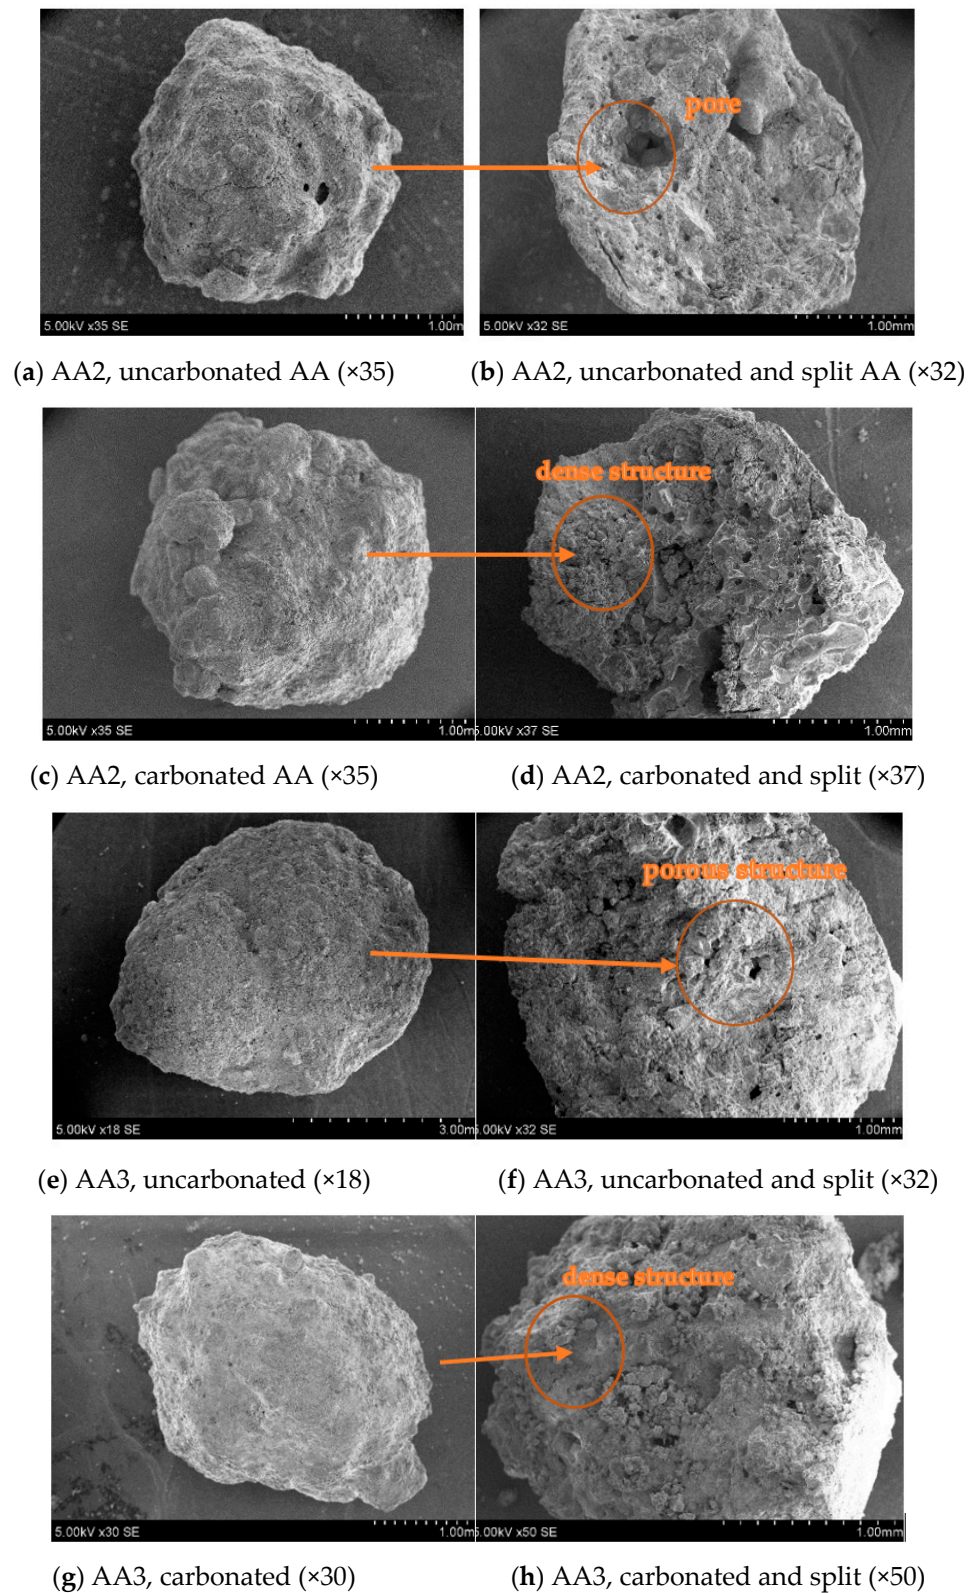 pore
5.00kV x35 SE 1.00m
5.00kV x32 SE 1.00mm
(a) AA2, uncarbonated AA (×35)
(b) AA2, uncarbonated and split AA (×32)
dense structure
5.00kV x35 SE 1.00m
5.00kV x37 SE 1.00mm
(c) AA2, carbonated AA (×35)
(d) AA2, carbonated and split (×37)
porous structure
5.00kV x18 SE 3.00m
5.00kV x32 SE 1.00mm
(e) AA3, uncarbonated (×18)
(f) AA3, uncarbonated and split (×32)
dense structure
5.00kV x30 SE 1.00m
5.00kV x50 SE 1.00mm
(g) AA3, carbonated (×30)
(h) AA3, carbonated and split (×50)